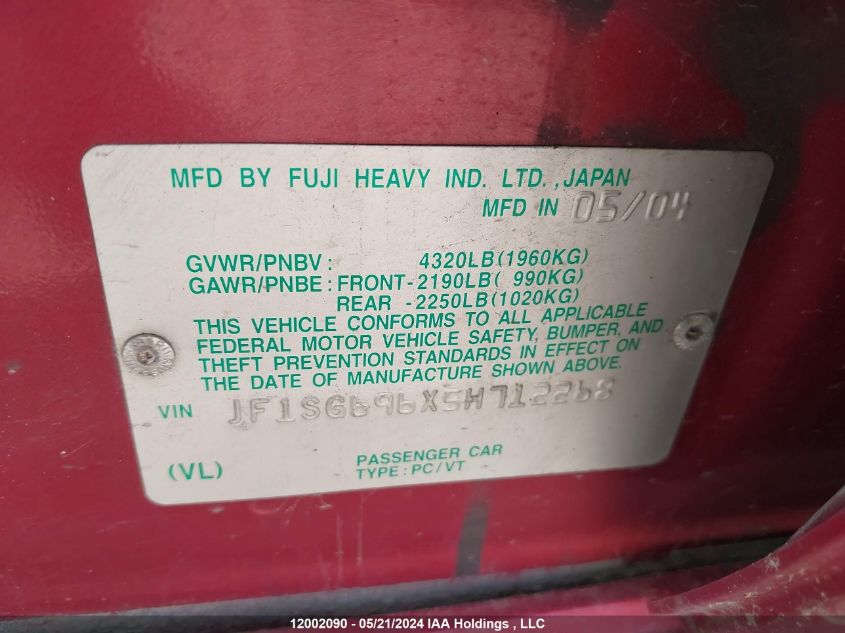 MFD BY FUJI HEAVY IND. LTD., JAPAN
MFD IN 05/04
GVWR/PNBV: 4320LB(1960KG)
GAWR/PNBE: FRONT-2190LB( 990KG)
REAR -2250LB(1020KG)
THIS VEHICLE CONFORMS TO ALL APPLICABLE
FEDERAL MOTOR VEHICLE SAFETY, BUMPER, AND
THEFT PREVENTION STANDARDS IN EFFECT ON
THE DATE OF MANUFACTURE SHOWN ABOVE.
VIN JF1SG696X5H712268
PASSENGER CAR
(VL) TYPE: PC/VT
12002090 - 05/21/2024 IAA Holdings , LLC